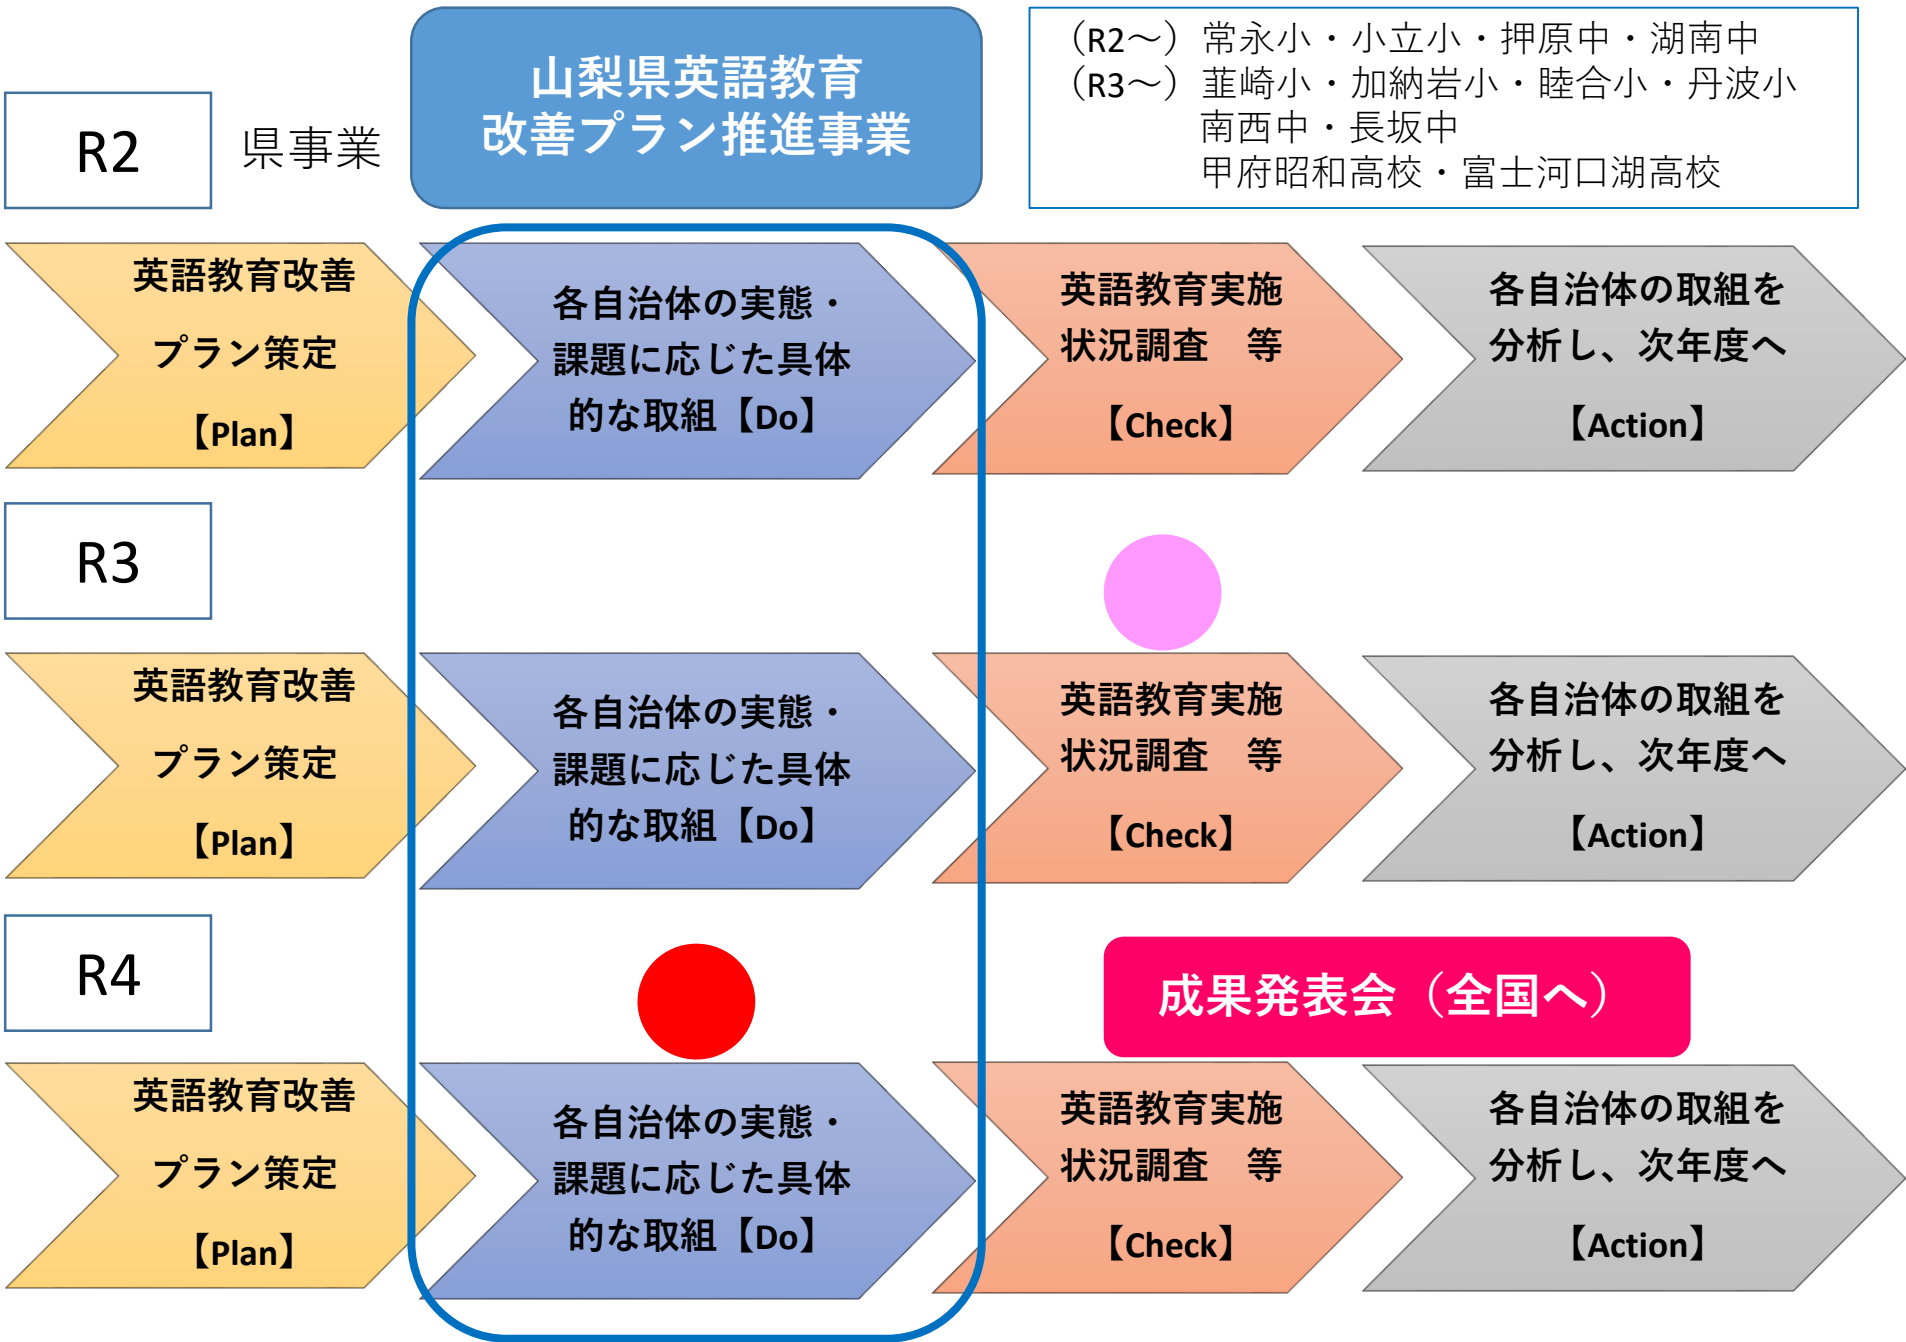 山梨県英語教育
改善プラン推進事業
(R2~)常永小・小立小・押原中・湖南中
(R3~)韮崎小・加納岩小・睦合小・丹波小
南西中・長坂中
甲府昭和高校・富士河口湖高校
R2
県事業
英語教育改善
プラン策定
【Plan】
各自治体の実態・
課題に応じた具体
的な取組【Do】
英語教育実施
状況調査 等
【Check】
各自治体の取組を
分析し、次年度へ
【Action】
R3
英語教育改善
プラン策定
【Plan】
各自治体の実態・
課題に応じた具体
的な取組【Do】
英語教育実施
状況調査 等
【Check】
各自治体の取組を
分析し、次年度へ
【Action】
R4
成果発表会(全国へ)
英語教育改善
プラン策定
【Plan】
各自治体の実態・
課題に応じた具体
的な取組【Do】
英語教育実施
状況調査 等
【Check】
各自治体の取組を
分析し、次年度へ
【Action】